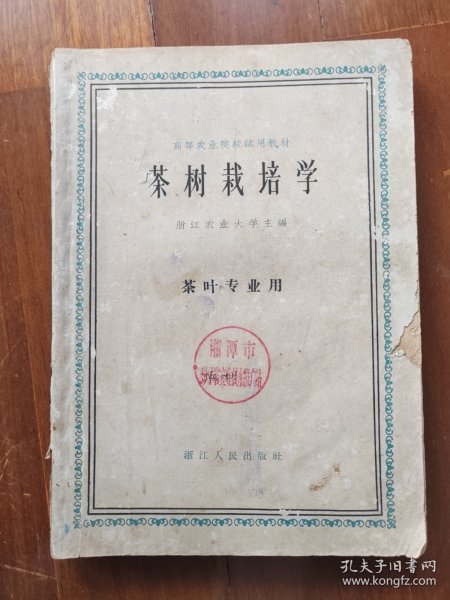 高等农业院校试用教材
茶树栽培学
浙江农业大学主编
茶叶专业用
湘潭市
浙江人民出版社
孔夫子旧书网
www.kongfz.com